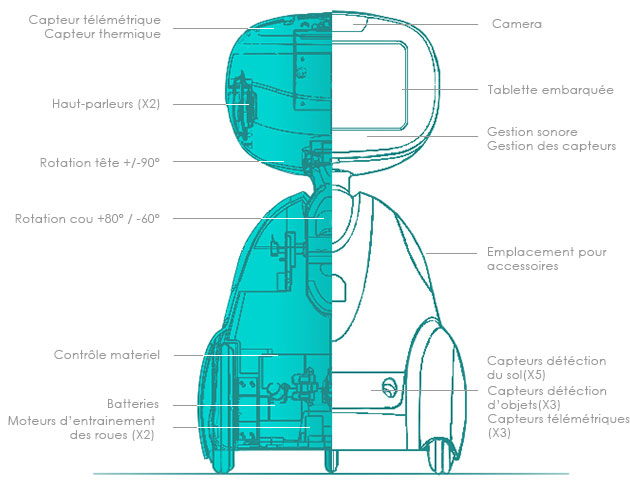 Capteur télémétrique
Capteur thermique
Haut-parleurs (X2)
Rotation tête +/-90°
Rotation cou +80° / -60°
Contrôle materiel
Batteries
Moteurs d'entrainement
des roues (X2)
Camera
Tablette embarquée
Gestion sonore
Gestion des capteurs
Emplacement pour
accessoires
Capteurs détéction
du sol(X5)
Capteurs détéction
d'objets(X3)
Capteurs télémétriques
(X3)